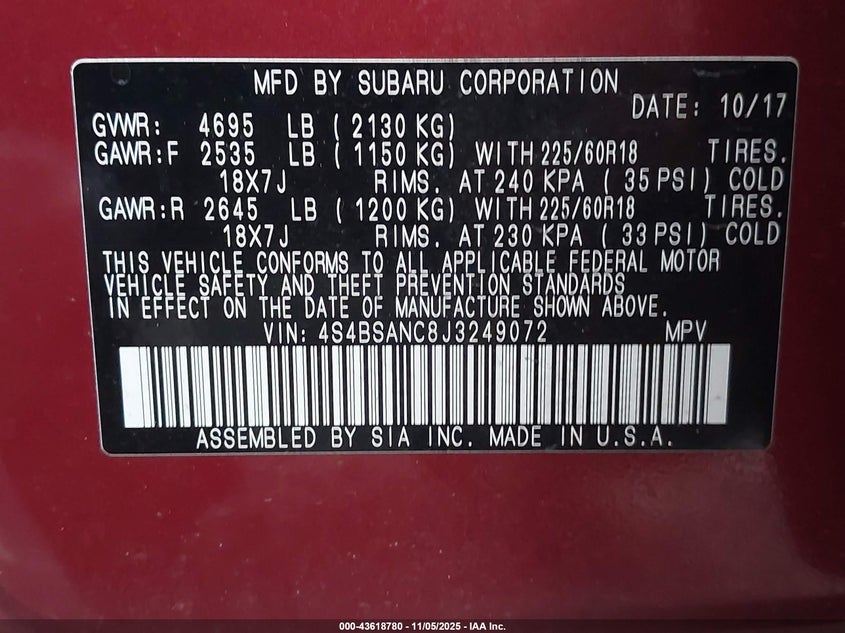 MFD BY SUBARU CORPORATION
DATE: 10/17
GVWR: 4695 LB ( 2130 KG)
GAWR:F 2535 LB ( 1150 KG) WITH 225/60R18 TIRES.
18X7J RIMS. AT 240 KPA ( 35 PSI) COLD
GAWR:R 2645 LB ( 1200 KG) WITH 225/60R18 TIRES.
18X7J RIMS. AT 230 KPA ( 33 PSI) COLD
THIS VEHICLE CONFORMS TO ALL APPLICABLE FEDERAL MOTOR
VEHICLE SAFETY AND THEFT PREVENTION STANDARDS
IN EFFECT ON THE DATE OF MANUFACTURE SHOWN ABOVE.
VIN: 4S4BSANC8J3249072 MPV
ASSEMBLED BY SIA INC. MADE IN U.S.A.
000-43618780 - 11/05/2025 - IAA Inc.